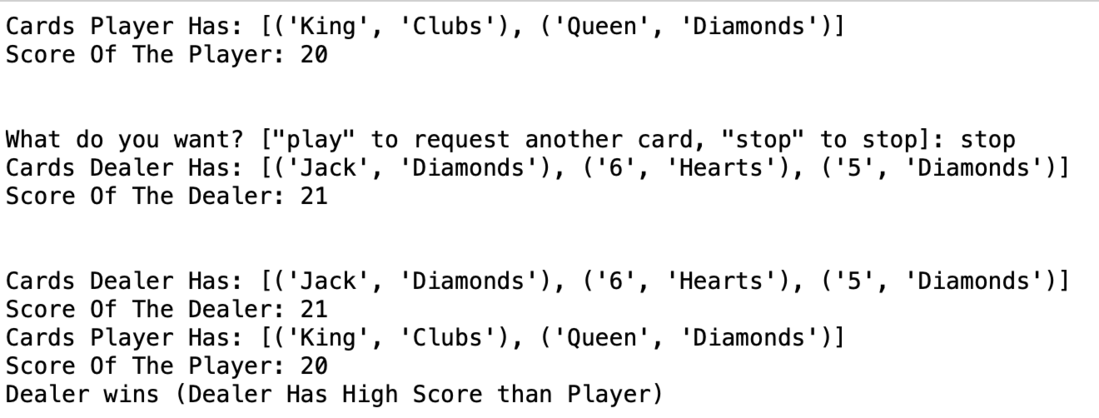 Cards Player Has: [('King', 'Clubs'), ('Queen', 'Diamonds')]
Score Of The Player: 20
What do you want? ["play" to request another card, "stop" to stop]: stop
Cards Dealer Has: [('Jack', 'Diamonds'), ('6', 'Hearts'), ('5', 'Diamonds')]
Score Of The Dealer: 21
Cards Dealer Has: [('Jack', 'Diamonds'), ('6', 'Hearts'), ('5', 'Diamonds')]
Score Of The Dealer: 21
Cards Player Has: [('King', 'Clubs'), ('Queen', 'Diamonds')]
Score Of The Player: 20
Dealer wins (Dealer Has High Score than Player)